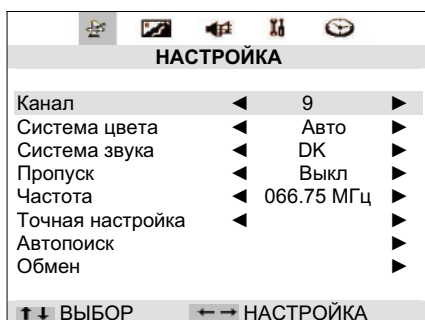 НАСТРОЙКА
Канал ◄ 9 ►
Система цвета ◄ Авто ►
Система звука ◄ DK ►
Пропуск ◄ Выкл ►
Частота ◄ 066.75 МГц ►
Точная настройка ◄ ►
Автопоиск ►
Обмен ►
↑↓ ВЫБОР ←→ НАСТРОЙКА